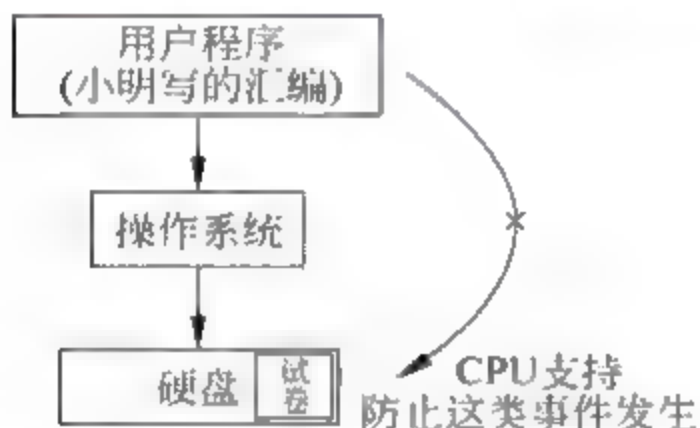 用户程序
(小明写的汇编)
操作系统
硬盘
试
卷
CPU支持
防止这类事件发生